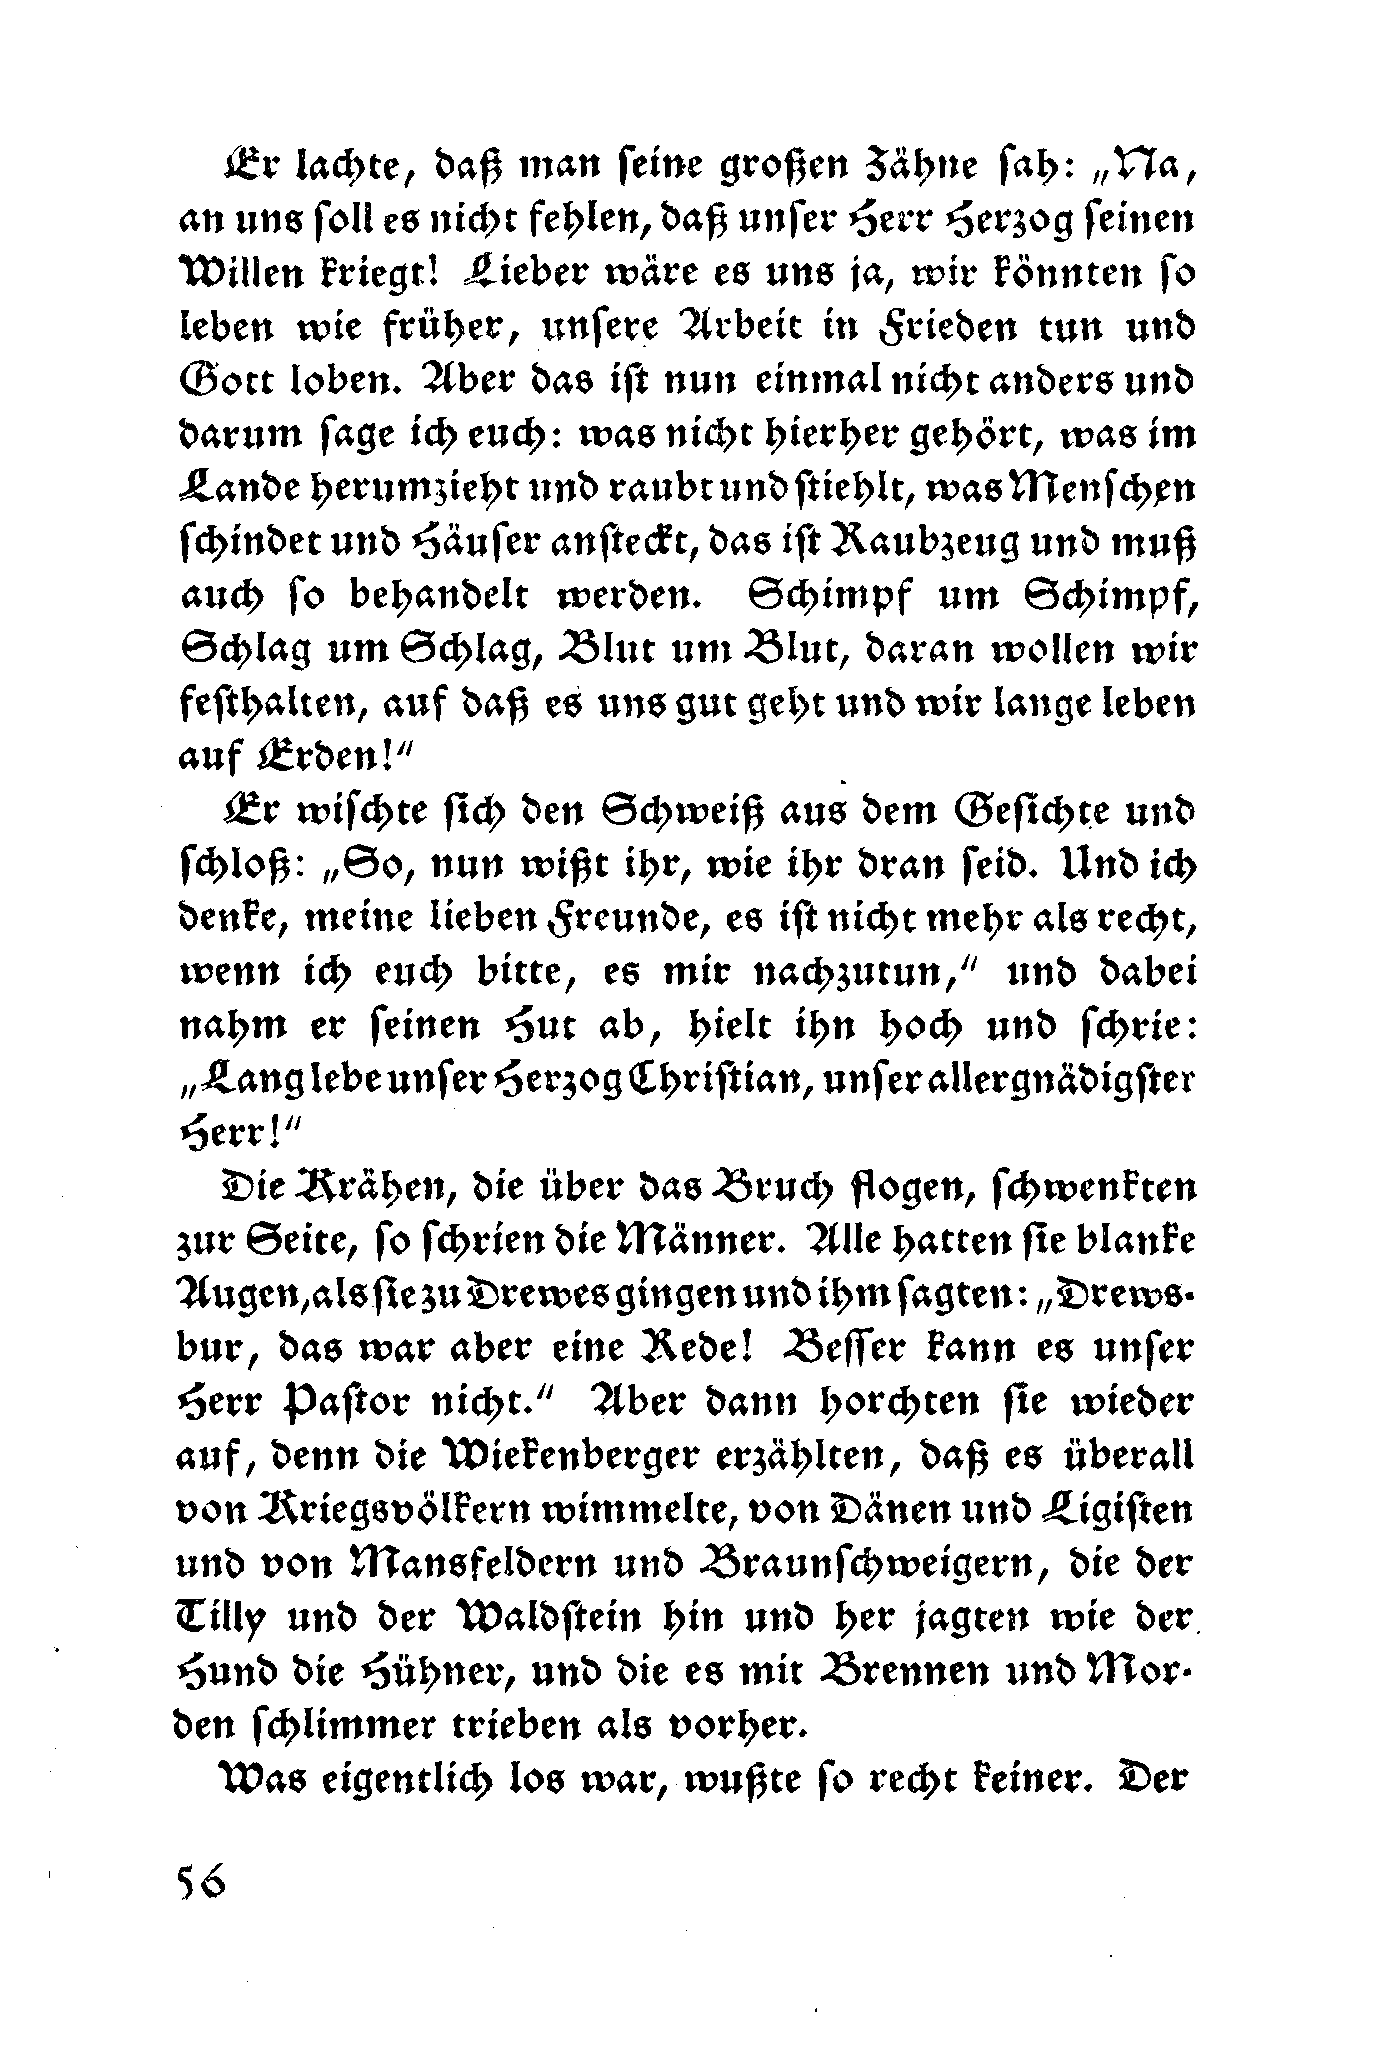 Er lachte, daß man seine großen Zähne sah: „Na,
an uns soll es nicht fehlen, daß unser Herr Herzog seinen
Willen kriegt! Lieber wäre es uns ja, wir könnten so
leben wie früher, unsere Arbeit in Frieden tun und
Gott loben. Aber das ist nun einmal nicht anders und
darum sage ich euch: was nicht hierher gehört, was im
Lande herumzieht und raubt und stiehlt, was Menschen
schindet und Häuser ansteckt, das ist Raubzeug und muß
auch so behandelt werden. Schimpf um Schimpf,
Schlag um Schlag, Blut um Blut, daran wollen wir
festhalten, auf daß es uns gut geht und wir lange leben
auf Erden!“
Er wischte sich den Schweiß aus dem Gesichte und
schloß: „So, nun wißt ihr, wie ihr dran seid. Und ich
denke, meine lieben Freunde, es ist nicht mehr als recht,
wenn ich euch bitte, es mir nachzutun,“ und dabei
nahm er seinen Hut ab, hielt ihn hoch und schrie:
„Lang lebe unser Herzog Christian, unser allergnädigster
Herr!“
Die Krähen, die über das Bruch flogen, schwenkten
zur Seite, so schrien die Männer. Alle hatten sie blanke
Augen, als sie zu Drewes gingen und ihm sagten: „Drews-
bur, das war aber eine Rede! Besser kann es unser
Herr Pastor nicht.“ Aber dann horchten sie wieder
auf, denn die Wiekenberger erzählten, daß es überall
von Kriegsvölkern wimmelte, von Dänen und Ligisten
und von Mansfeldern und Braunschweigern, die der
Tilly und der Waldstein hin und her jagten wie der
Hund die Hühner, und die es mit Brennen und Mor-
den schlimmer trieben als vorher.
Was eigentlich los war, wußte so recht keiner. Der
56